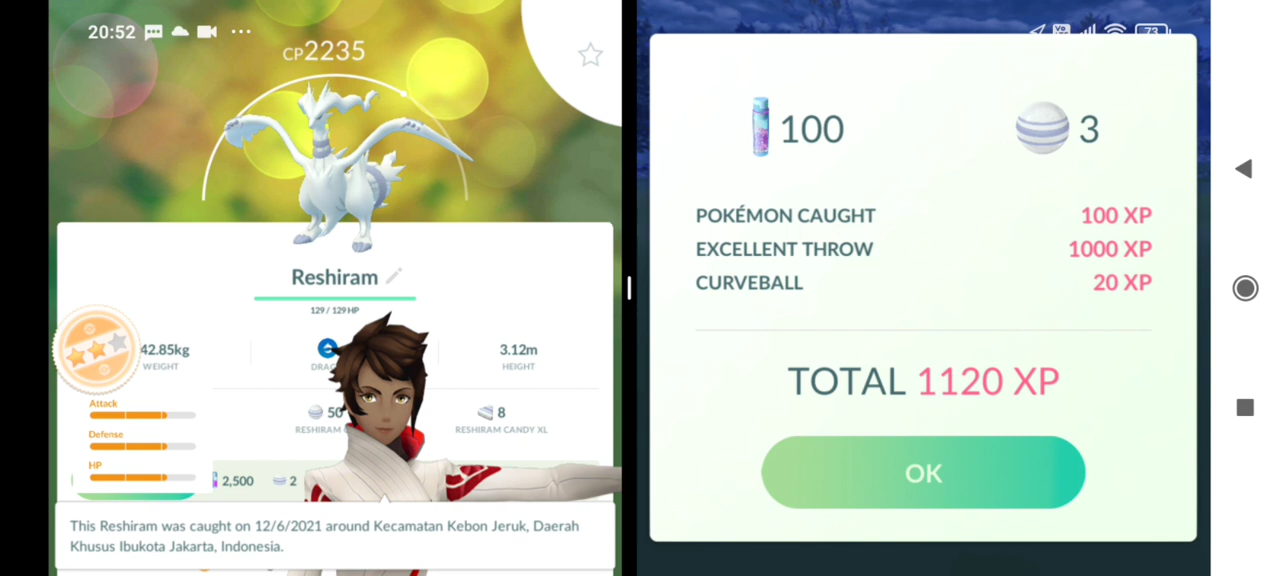 20:52
CP2235
Reshiram
129 / 129 HP
42.85kg
WEIGHT
3.12m
HEIGHT
Attack
Defense
HP
50
RESHIRAM
8
RESHIRAM CANDY XL
2,500
2
This Reshiram was caught on 12/6/2021 around Kecamatan Kebon Jeruk, Daerah
Khusus Ibukota Jakarta, Indonesia.
73
100
3
POKÉMON CAUGHT 100 XP
EXCELLENT THROW 1000 XP
CURVEBALL 20 XP
TOTAL 1120 XP
OK